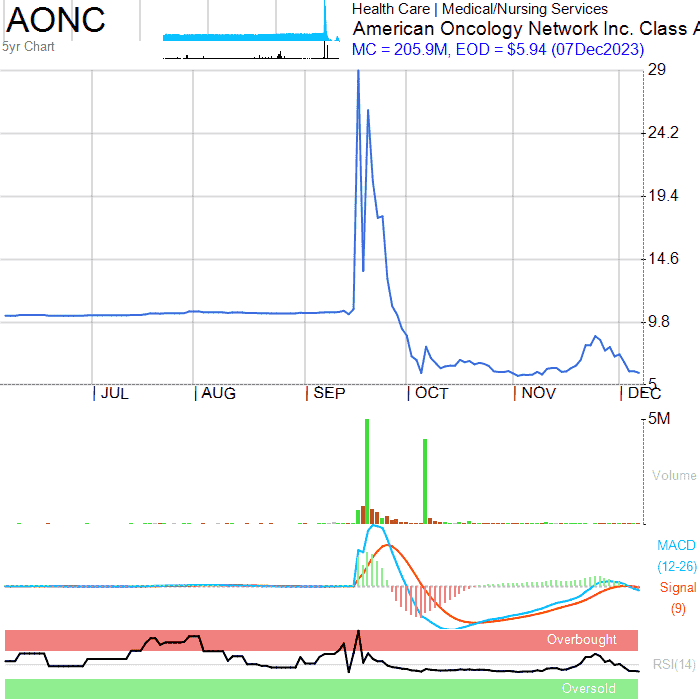 AONC
5yr Chart
Health Care | Medical/Nursing Services
American Oncology Network Inc. Class A
MC = 205.9M, EOD = $5.94 (07Dec2023)
29
24.2
19.4
14.6
9.8
5
JUL
AUG
SEP
OCT
NOV
DEC
5M
Volume
MACD
(12-26)
Signal
(9)
Overbought
RSI(14)
Oversold